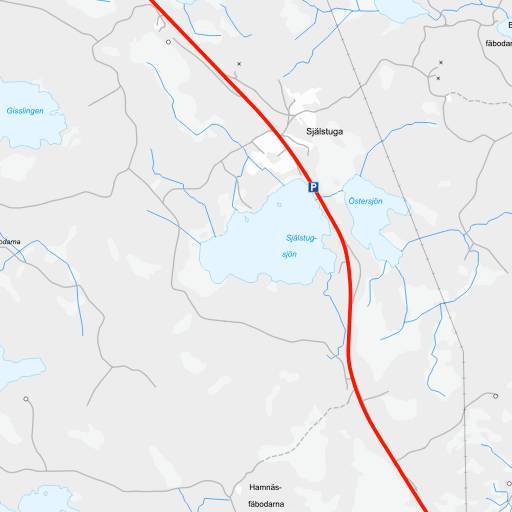 fäbodar
Gisslingen
Själstuga
P
Östersjön
Själstug-
sjön
bodarna
Hamnäs-
fäbodarna